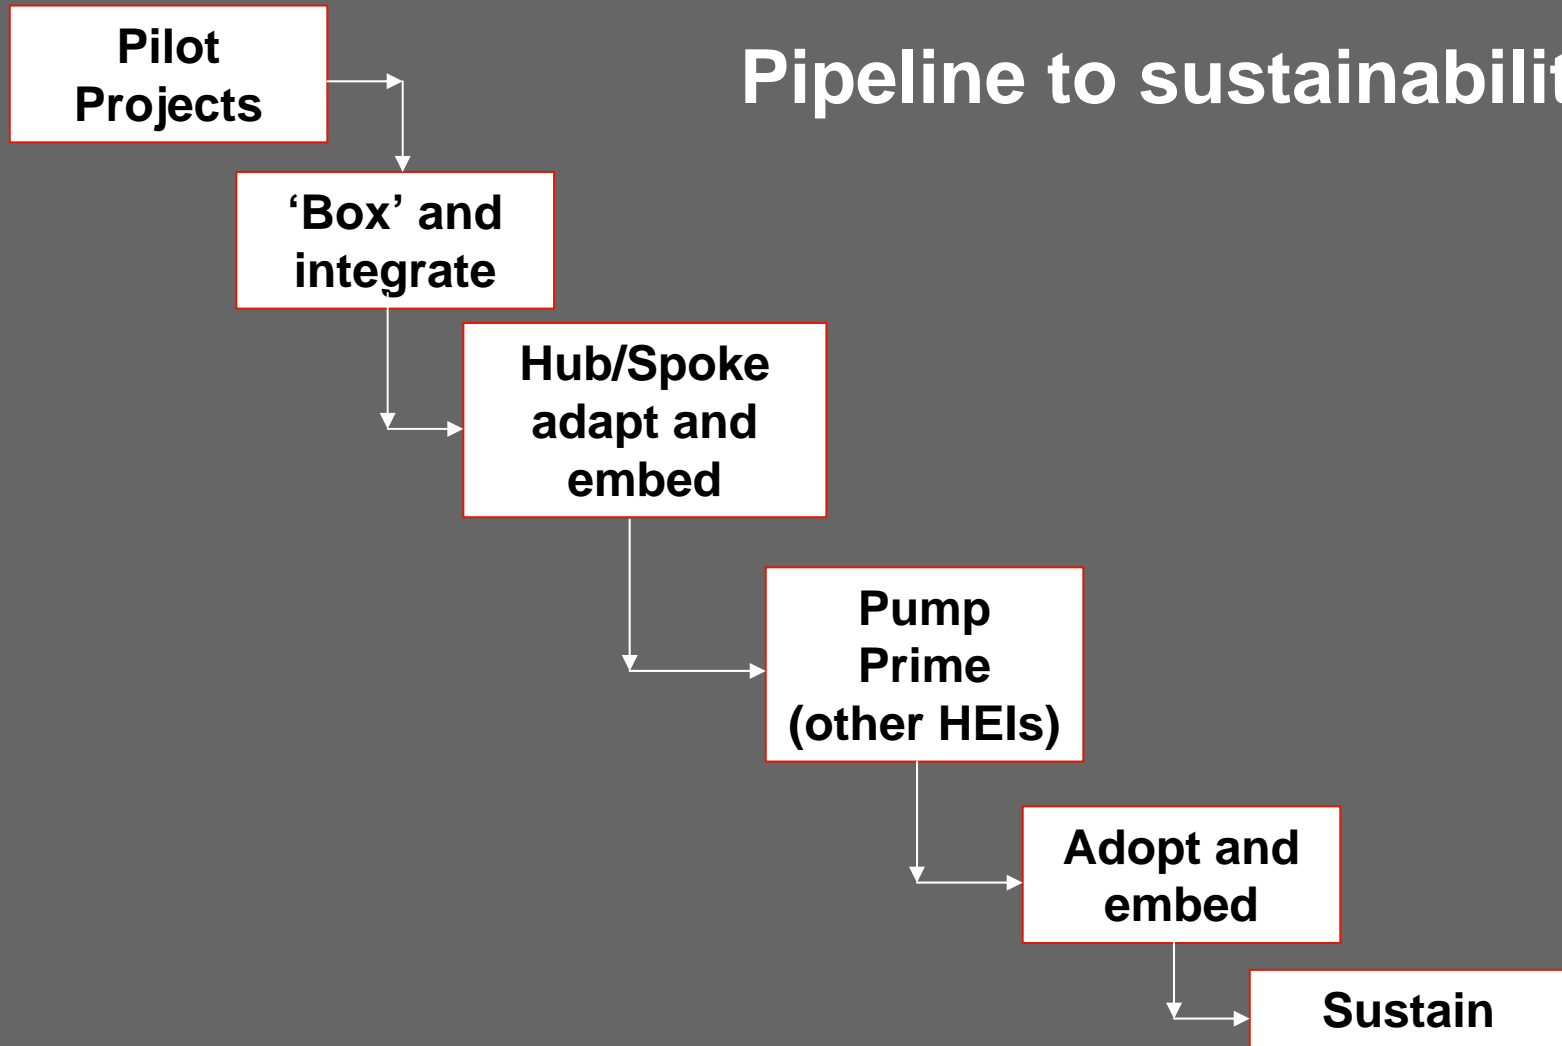 Pipeline to sustainabilit
Pilot
Projects
‘Box’ and
integrate
Hub/Spoke
adapt and
embed
Pump
Prime
(other HEIs)
Adopt and
embed
Sustain